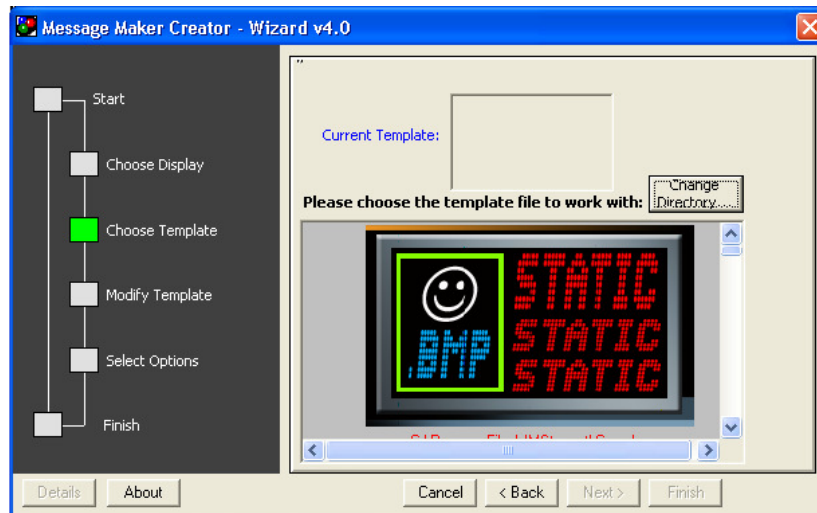 Message Maker Creator - Wizard v4.0
Start
Choose Display
Choose Template
Modify Template
Select Options
Finish
"
Current Template:
Please choose the template file to work with:
Change
Directory....
.BMP
STATIC
STATIC
STATIC
Details
About
Cancel
< Back
Next >
Finish